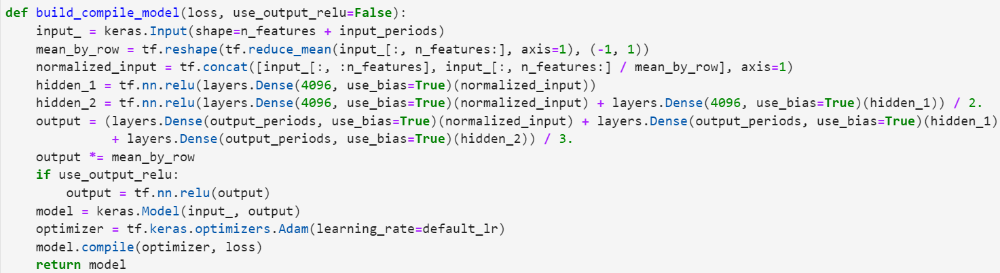 def build_compile_model(loss, use_output_relu=False):
    input_ = keras.Input(shape=n_features + input_periods)
    mean_by_row = tf.reshape(tf.reduce_mean(input_[:, n_features:], axis=1), (-1, 1))
    normalized_input = tf.concat([input_[:, :n_features], input_[:, n_features:] / mean_by_row], axis=1)
    hidden_1 = tf.nn.relu(layers.Dense(4096, use_bias=True)(normalized_input))
    hidden_2 = tf.nn.relu(layers.Dense(4096, use_bias=True)(normalized_input) + layers.Dense(4096, use_bias=True)(hidden_1)) / 2.
    output = (layers.Dense(output_periods, use_bias=True)(normalized_input) + layers.Dense(output_periods, use_bias=True)(hidden_1)
              + layers.Dense(output_periods, use_bias=True)(hidden_2)) / 3.
    output *= mean_by_row
    if use_output_relu:
        output = tf.nn.relu(output)
    model = keras.Model(input_, output)
    optimizer = tf.keras.optimizers.Adam(learning_rate=default_lr)
    model.compile(optimizer, loss)
    return model